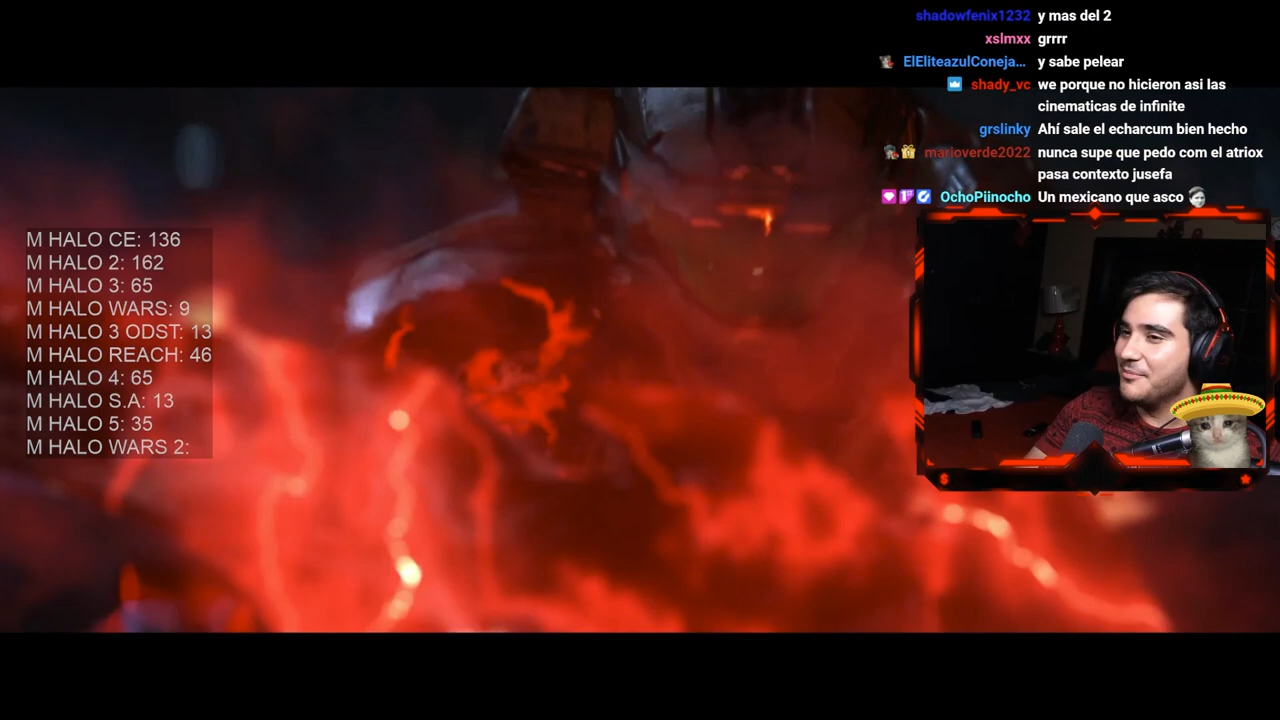 shadowfenix1232 y mas del 2
xslmxx grrrr
ElEliteazulConeja... y sabe pelear
shady_vc we porque no hicieron asi las
cinematicas de infinite
grslinky Ahí sale el echarcum bien hecho
marioverde2022 nunca supe que pedo com el atriox
pasa contexto jusefa
OchoPiinocho Un mexicano que asco
M HALO CE: 136
M HALO 2: 162
M HALO 3: 65
M HALO WARS: 9
M HALO 3 ODST: 13
M HALO REACH: 46
M HALO 4: 65
M HALO S.A: 13
M HALO 5: 35
M HALO WARS 2: